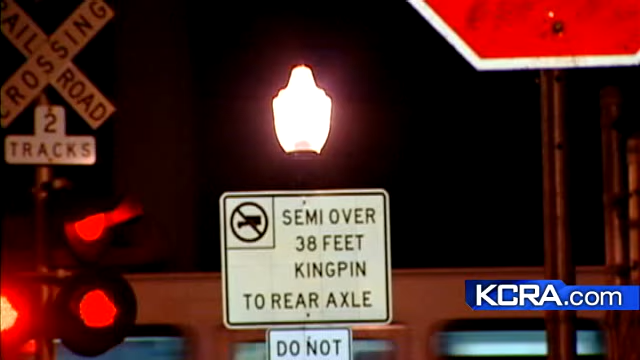 RAIL ROAD
CROSSING
2
TRACKS
SEMI OVER
38 FEET
KINGPIN
TO REAR AXLE
DO NOT
KCRA.com